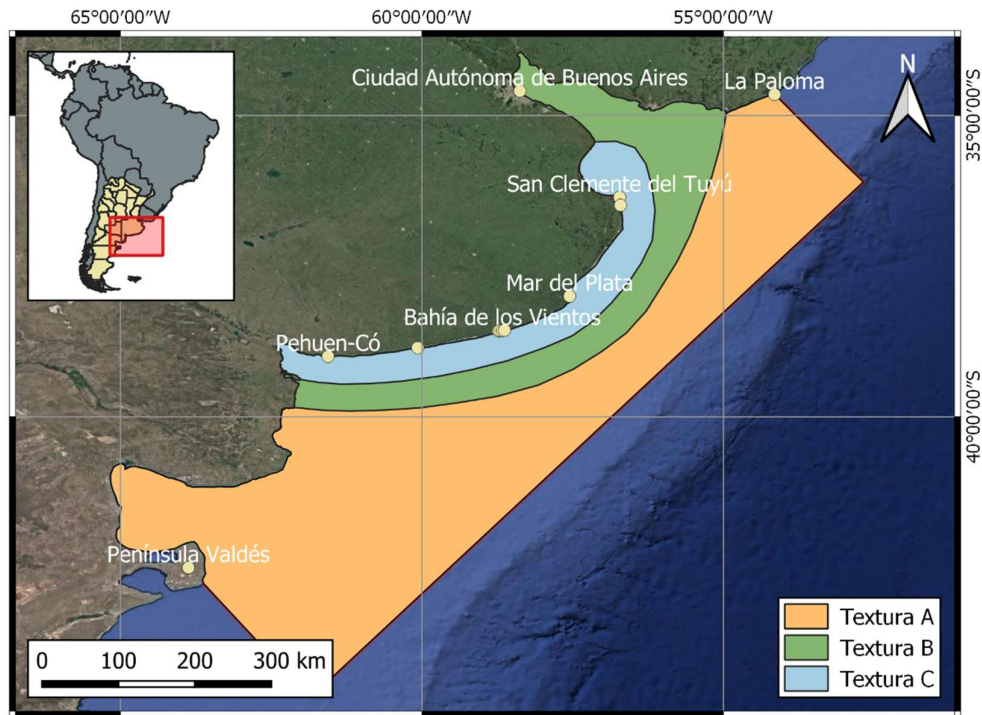 65°00'00"W 60°00'00"W 55°00'00"W
N
Ciudad Autónoma de Buenos Aires
La Paloma
35°00'00"S
San Clemente del Tuyú
Mar del Plata
Bahía de los Vientos
Pehuen-Có
40°00'00"S
Península Valdés
Textura A
Textura B
Textura C
0 100 200 300 km